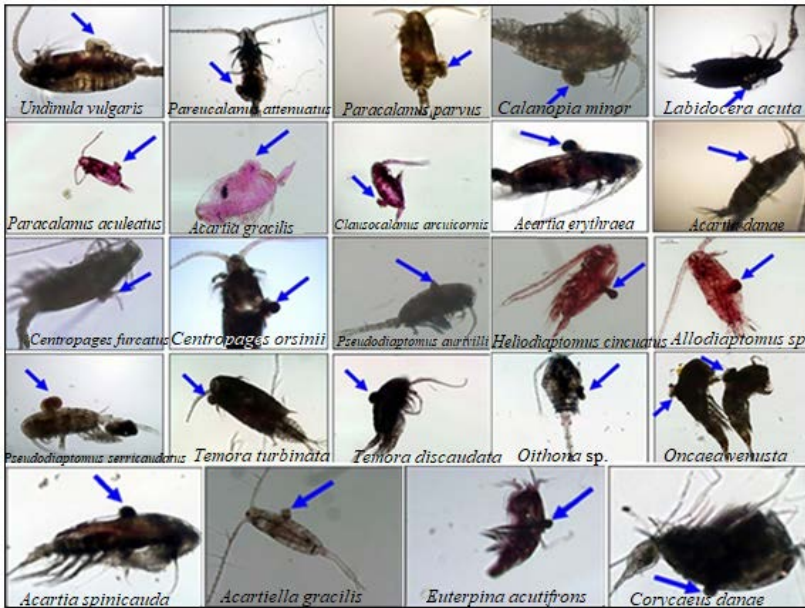 Undinula vulgaris
Pareucalanus attenuatus
Paracalanus parvus
Calanopia minor
Labidocera acuta
Paracalanus aculeatus
Acartia gracilis
Clausocalanus arcuicornis
Acartia erythraea
Acartia danae
Centropages furcatus
Centropages orsinii
Pseudodiaptomus aurivilli
Heliodiaptomus cincuatus
Allodiaptomus sp
Pseudodiaptomus serricaudatus
Temora turbinata
Temora discaudata
Oithona sp.
Oncaea venusta
Acartia spinicauda
Acartiella gracilis
Euterpina acutifrons
Corycaeus danae